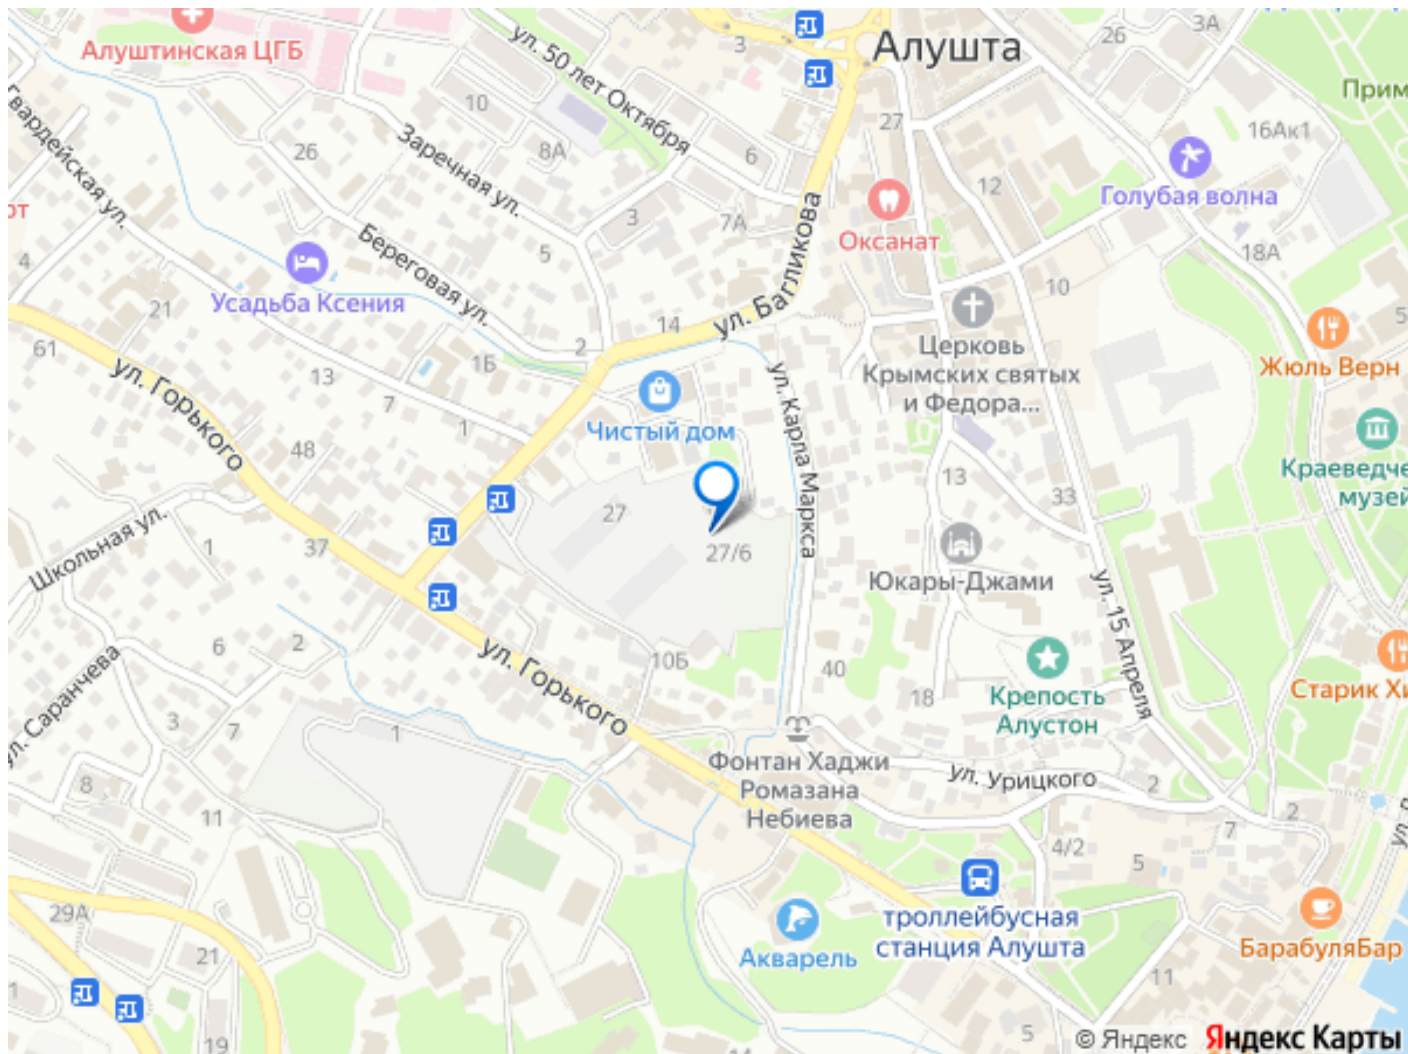 Алушта
26
3А
Алуштинская ЦГБ
3
ул. 50 лет Октября
Прим
10
27
16Ак1
Гвардейская ул.
Заречная ул.
26
8А
6
12
Голубая волна
от
3
7А
Оксанат
4
Береговая ул.
5
18А
Усадьба Ксения
21
14
ул. Багликова
10
5
61
2
Церковь
Крымских святых
и Федора...
Жюль Верн
ул. Горького
13
1Б
7
1
Чистый дом
ул. Карла Маркса
48
13
33
Краеведче
музей
27
Школьная ул.
1
37
27/6
Юкары-Джами
ул. 15 Апреля
6
2
ул. Горького
10Б
40
18
Крепость
Алустон
Старик Хи
ул. Саранчева
3
7
1
Фонтан Хаджи
Ромазана
Небиева
ул. Урицкого
2
8
11
2
7
4/2
5
29А
троллейбусная
станция Алушта
21
Акварель
БарабуляБар
11
1
19
5
© Яндекс Яндекс Карты